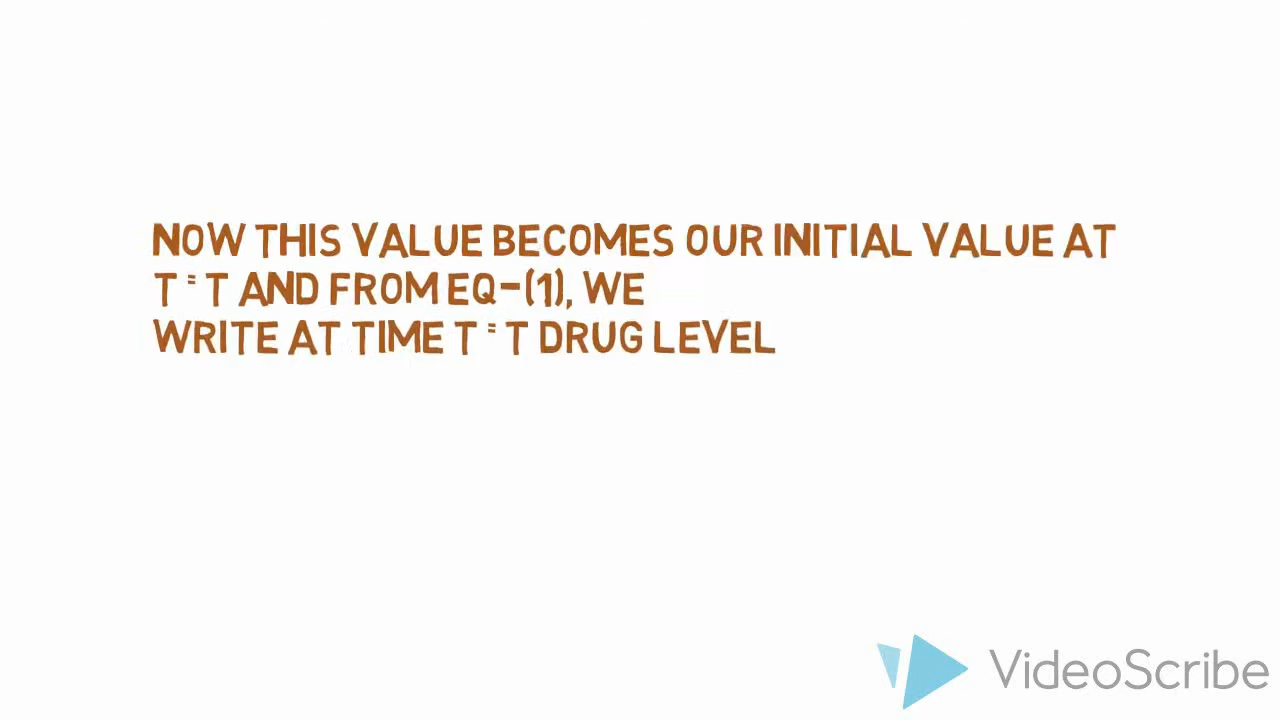 NOW THIS VALUE BECOMES OUR INITIAL VALUE AT
T = T AND FROM EQ-(1), WE
WRITE AT TIME T = T DRUG LEVEL
VideoScribe